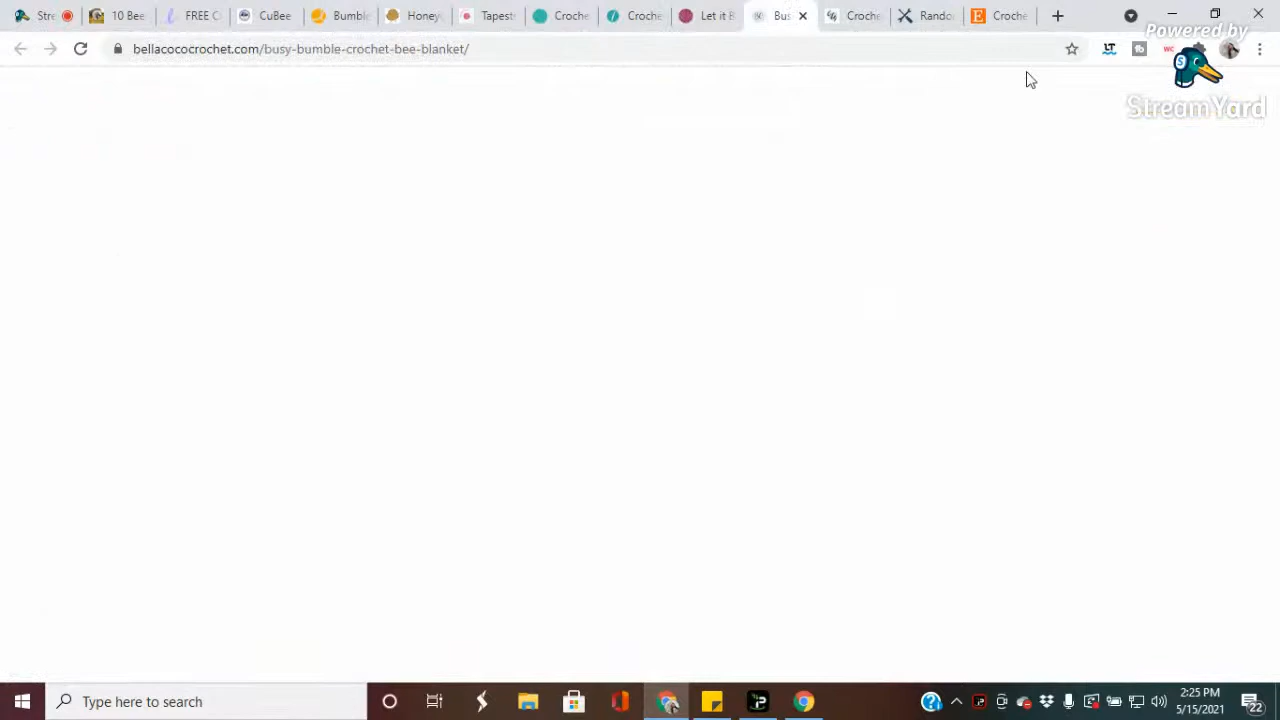 Stre
10 Bee
FREE C
CuBee
Bumble
Honey
Tapest
Croche
Croche
Let it B
Bus
Croche
Rando
Croche
bellacococrochet.com/busy-bumble-crochet-bee-blanket/
Powered by
StreamYard
Type here to search
2:25 PM
5/15/2021
22